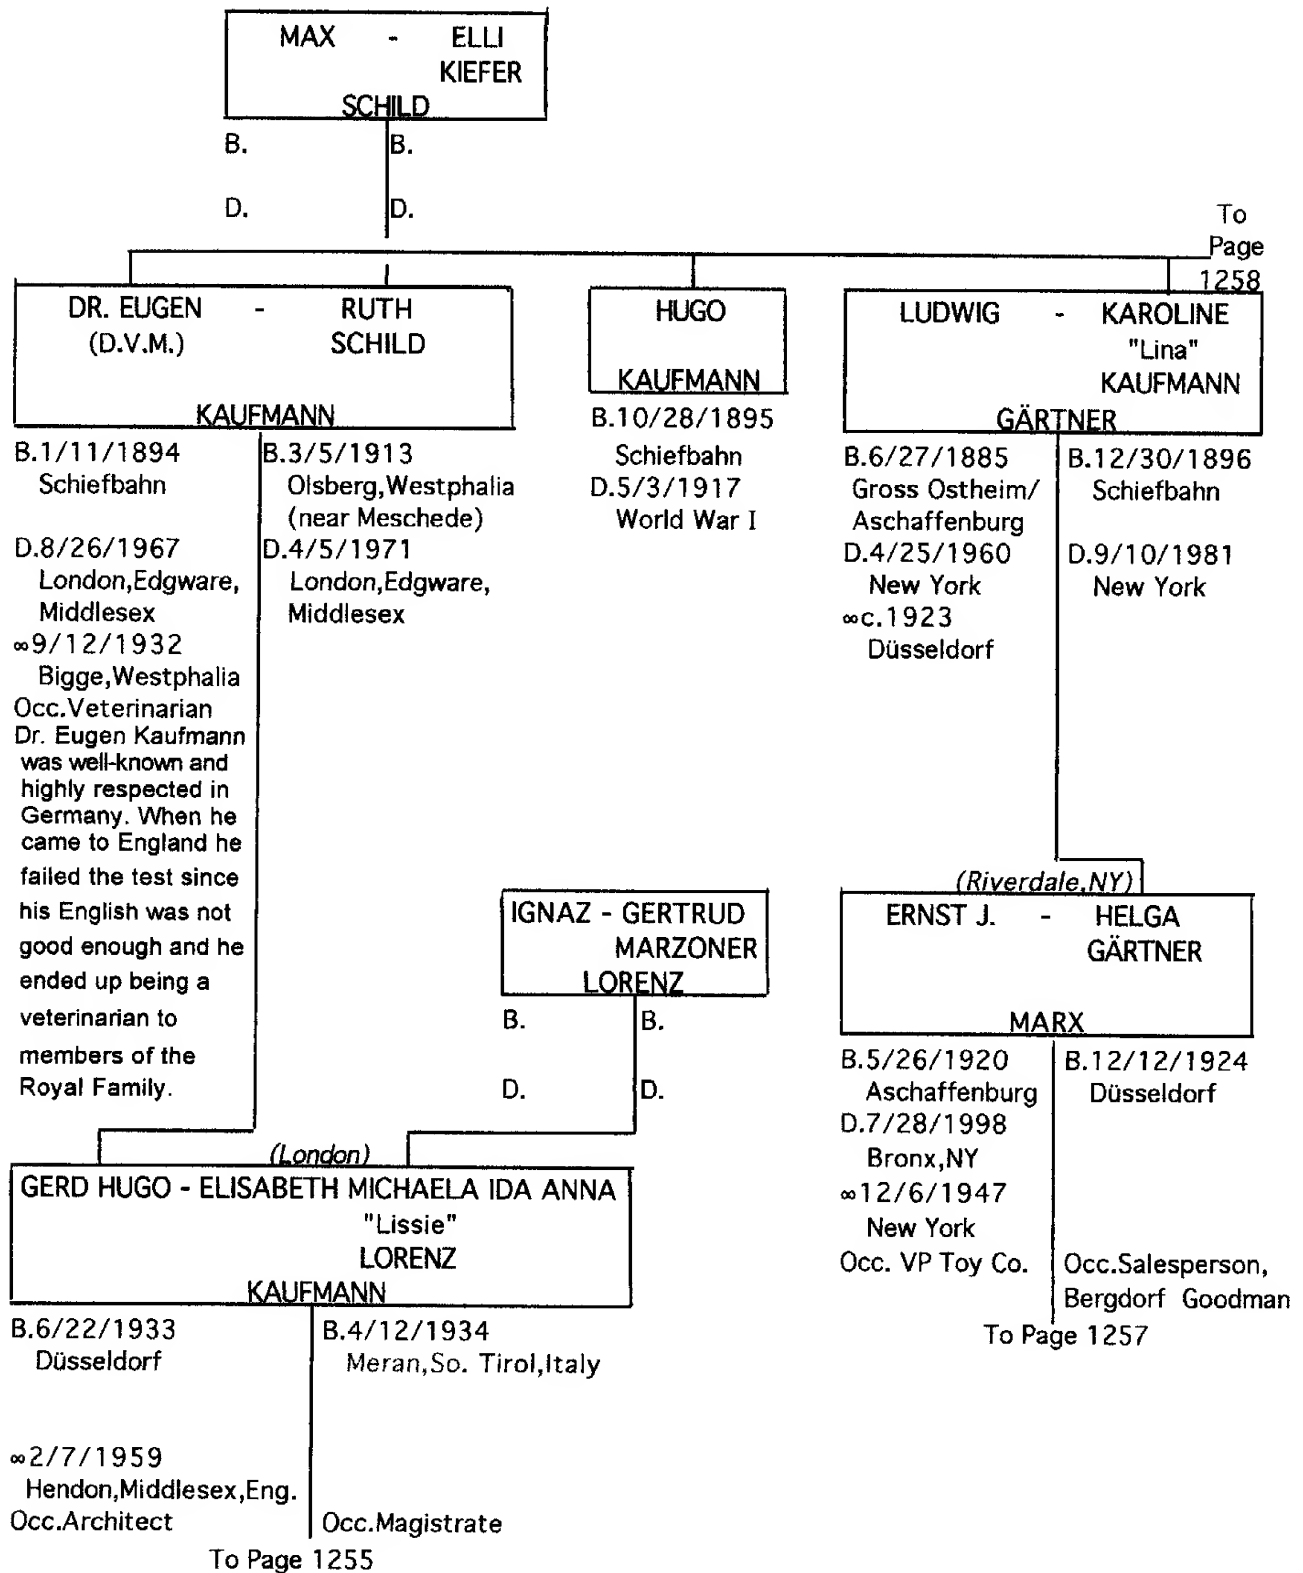 MAX - ELLI
KIEFER
SCHILD
B. B.
D. D.
To
Page
1258
DR. EUGEN - RUTH
(D.V.M.) SCHILD
KAUFMANN
B.1/11/1894 B.3/5/1913
Schiefbahn Olsberg,Westphalia
(near Meschede)
D.8/26/1967 D.4/5/1971
London,Edgware, London,Edgware,
Middlesex Middlesex
∞9/12/1932
Bigge,Westphalia
Occ.Veterinarian
Dr. Eugen Kaufmann
was well-known and
highly respected in
Germany. When he
came to England he
failed the test since
his English was not
good enough and he
ended up being a
veterinarian to
members of the
Royal Family.
HUGO
KAUFMANN
B.10/28/1895
Schiefbahn
D.5/3/1917
World War I
LUDWIG - KAROLINE
"Lina"
KAUFMANN
GÄRTNER
B.6/27/1885 B.12/30/1896
Gross Ostheim/ Schiefbahn
Aschaffenburg
D.4/25/1960 D.9/10/1981
New York New York
∞c.1923
Düsseldorf
IGNAZ - GERTRUD
MARZONER
LORENZ
B. B.
D. D.
(Riverdale,NY)
ERNST J. - HELGA
GÄRTNER
MARX
B.5/26/1920 B.12/12/1924
Aschaffenburg Düsseldorf
D.7/28/1998
Bronx,NY
∞12/6/1947
New York
Occ. VP Toy Co. Occ.Salesperson,
Bergdorf Goodman
To Page 1257
(London)
GERD HUGO - ELISABETH MICHAELA IDA ANNA
"Lissie"
LORENZ
KAUFMANN
B.6/22/1933 B.4/12/1934
Düsseldorf Meran,So. Tirol,Italy
∞2/7/1959
Hendon,Middlesex,Eng.
Occ.Architect Occ.Magistrate
To Page 1255